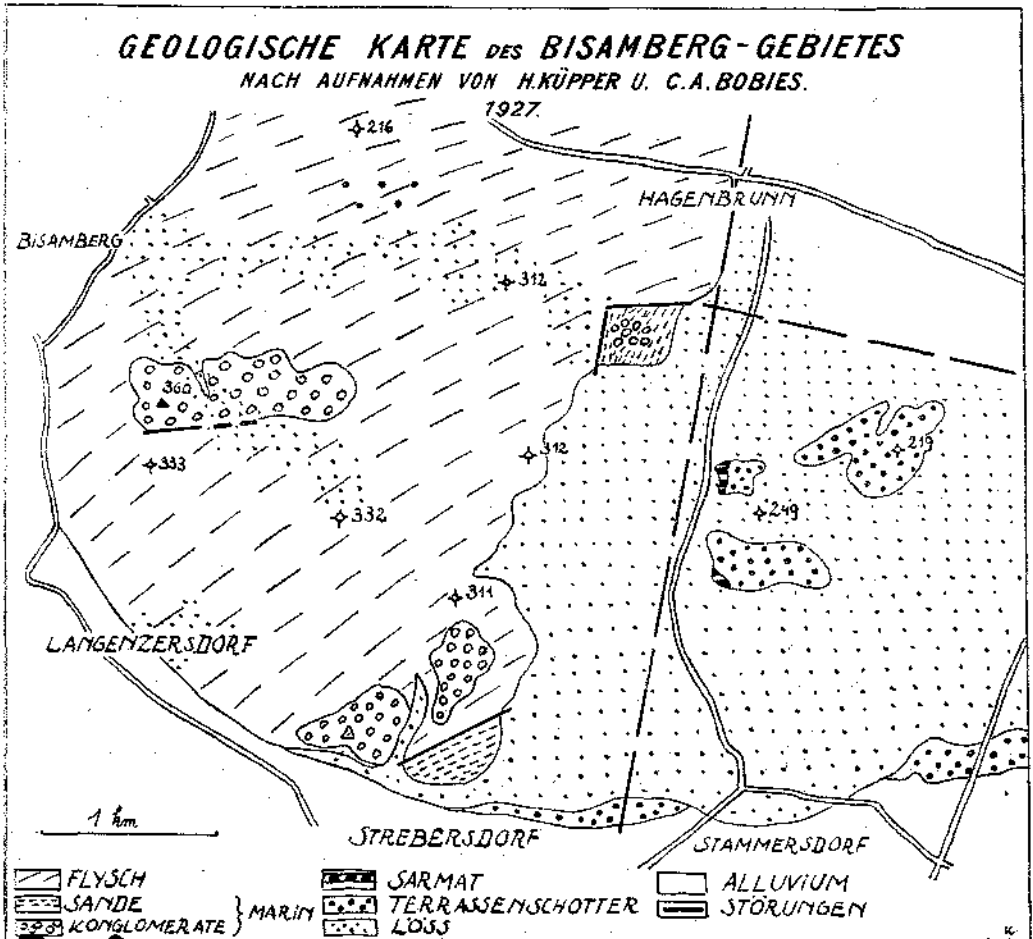 GEOLOGISCHE KARTE DES BISAMBERG-GEBIETES
NACH AUFNAHMEN VON H. KÜPPER U. C.A. BOBIES.
1927.
216
HAGENBRUNN
BISAMBERG
312
360
219
312
333
332
249
311
LANGENZERSDORF
1 km
STREBERSDORF
STAMMERSDORF
FLYSCH
SANDE
KONGLOMERATE
} MARIN
SARMAT
TERRASSENSCHOTTER
LÖSS
ALLUVIUM
STÖRUNGEN
K.